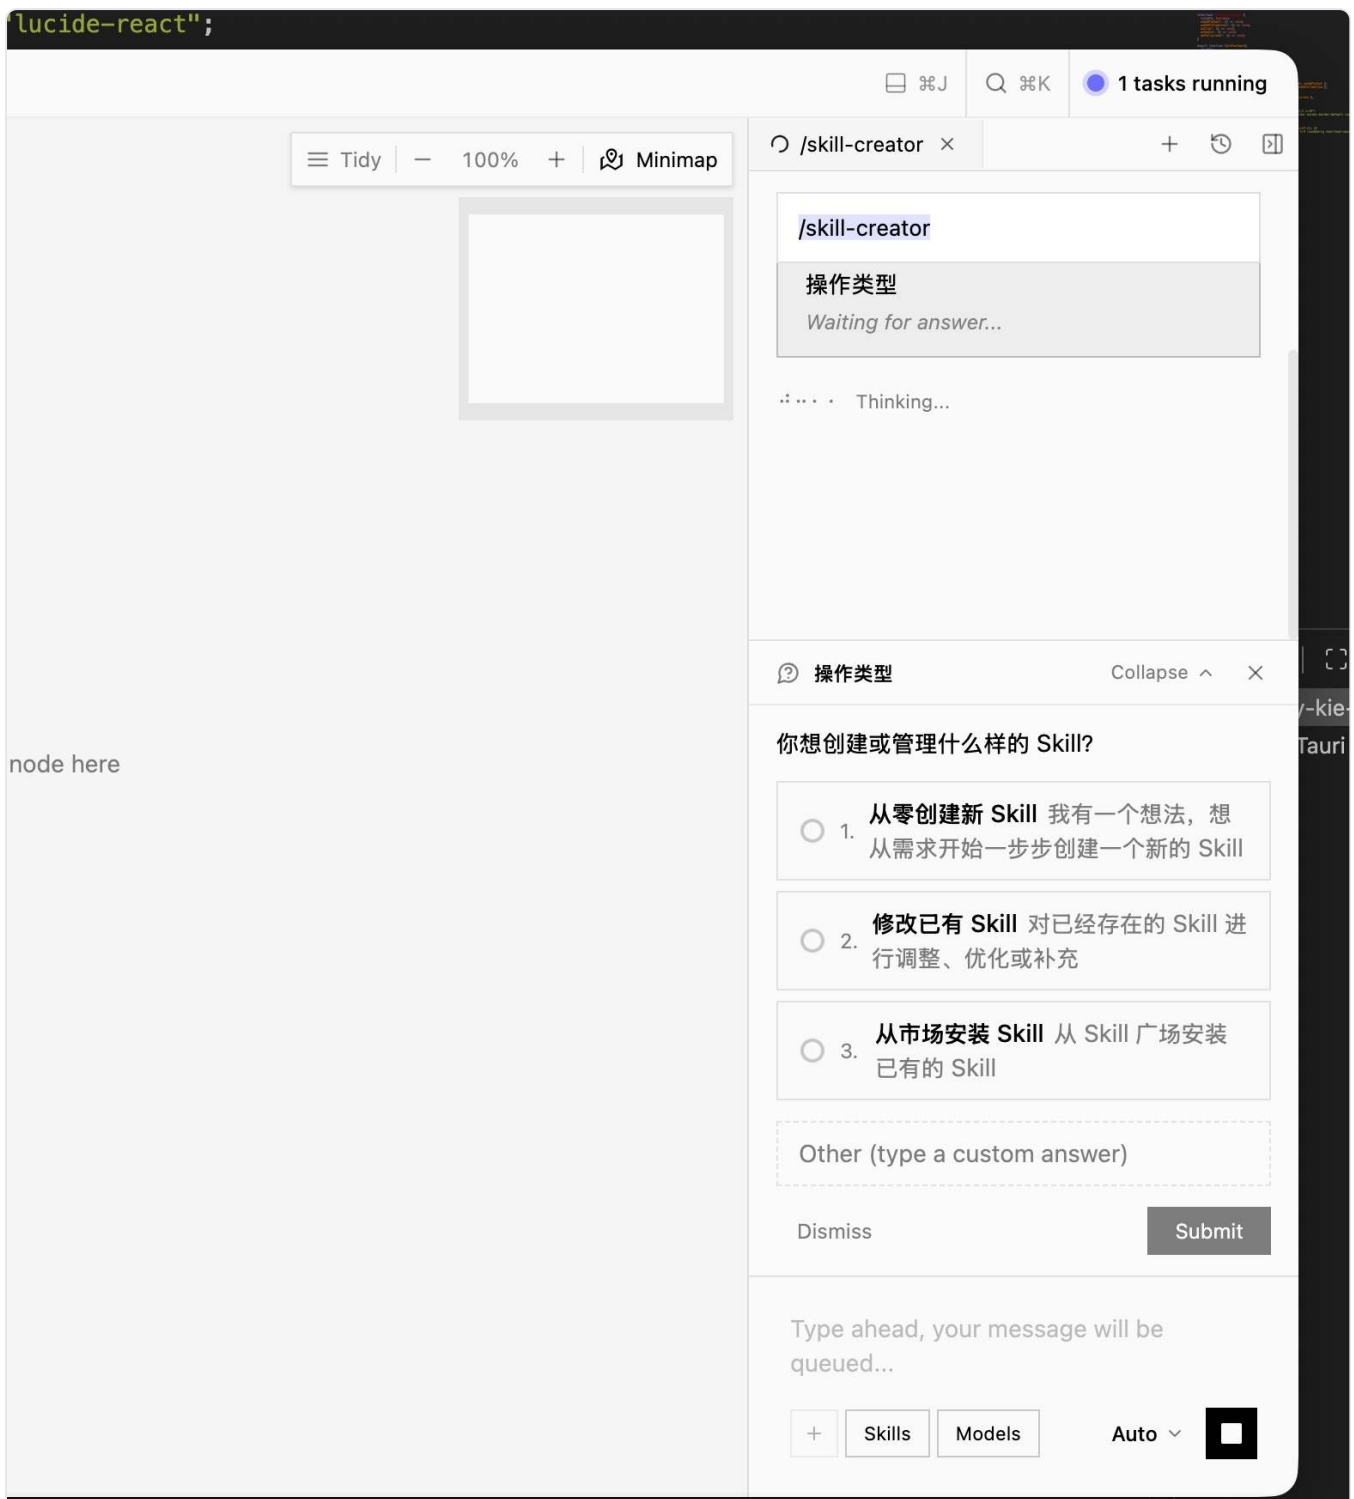 "lucide-react";
⌘J
⌘K
1 tasks running
Tidy
100%
Minimap
/skill-creator
/skill-creator
操作类型
Waiting for answer...
Thinking...
操作类型
Collapse
你想创建或管理什么样的 Skill?
1. 从零创建新 Skill 我有一个想法，想
从需求开始一步步创建一个新的 Skill
2. 修改已有 Skill 对已经存在的 Skill 进
行调整、优化或补充
3. 从市场安装 Skill 从 Skill 广场安装
已有的 Skill
Other (type a custom answer)
Dismiss
Submit
Type ahead, your message will be
queued...
Skills
Models
Auto
node here
y-kie-
Tauri